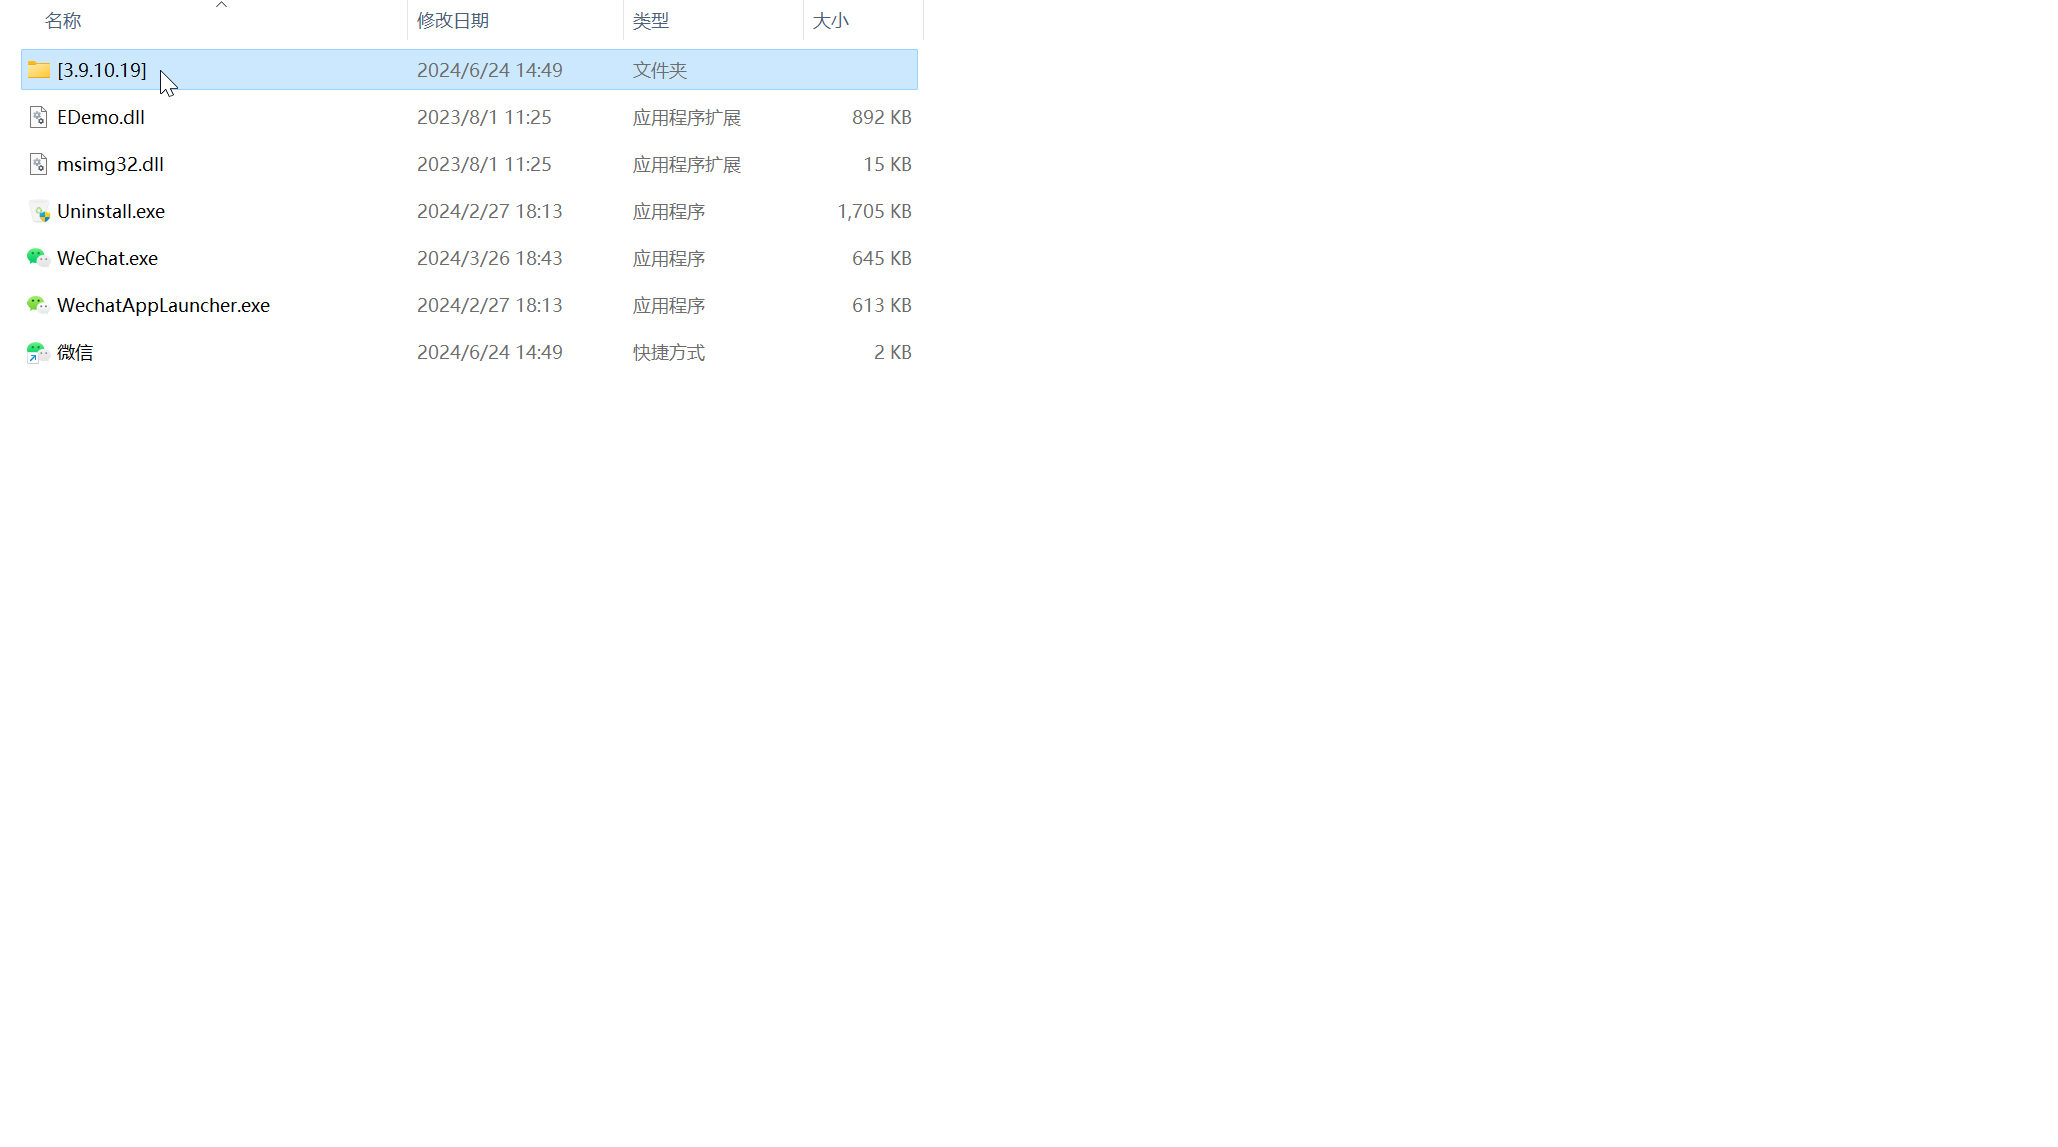 名称 修改日期 类型 大小
[3.9.10.19] 2024/6/24 14:49 文件夹
EDemo.dll 2023/8/1 11:25 应用程序扩展 892 KB
msimg32.dll 2023/8/1 11:25 应用程序扩展 15 KB
Uninstall.exe 2024/2/27 18:13 应用程序 1,705 KB
WeChat.exe 2024/3/26 18:43 应用程序 645 KB
WechatAppLauncher.exe 2024/2/27 18:13 应用程序 613 KB
微信 2024/6/24 14:49 快捷方式 2 KB